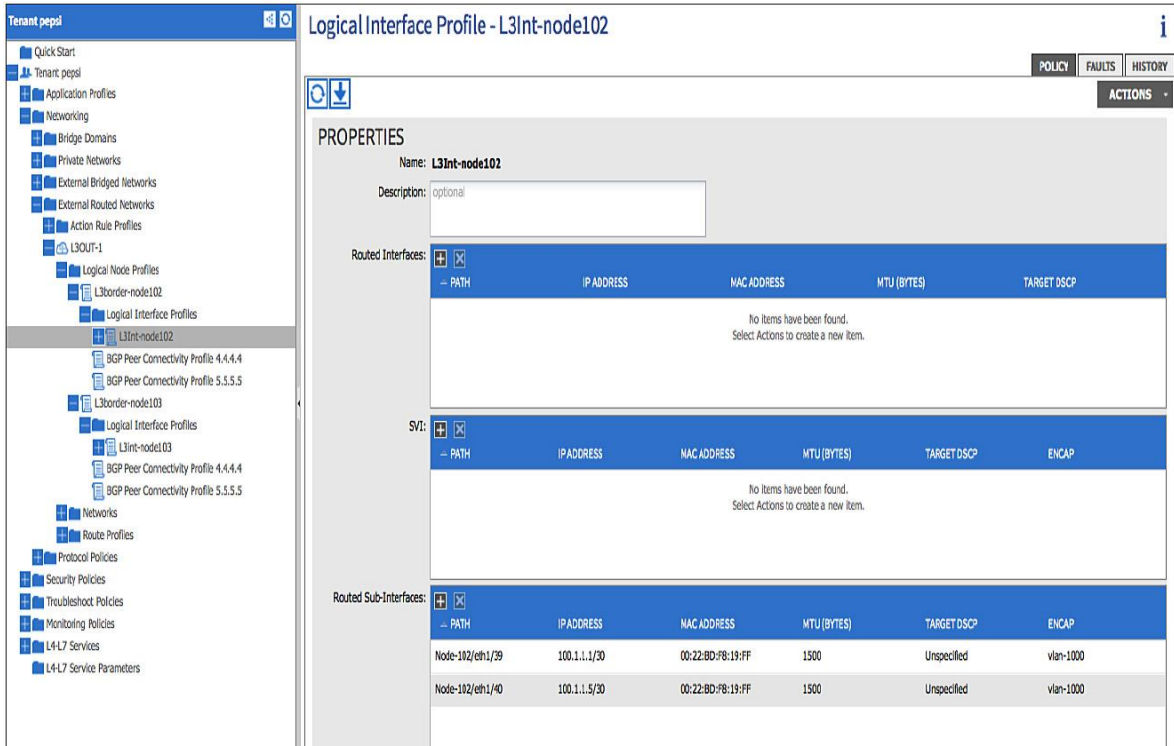 Tenant pepsi
Quick Start
Tenant pepsi
Application Profiles
Networking
Bridge Domains
Private Networks
External Bridged Networks
External Routed Networks
Action Rule Profiles
L3OUT-1
Logical Node Profiles
L3border-node102
Logical Interface Profiles
L3Int-node102
BGP Peer Connectivity Profile 4.4.4.4
BGP Peer Connectivity Profile 5.5.5.5
L3border-node103
Logical Interface Profiles
L3int-node103
BGP Peer Connectivity Profile 4.4.4.4
BGP Peer Connectivity Profile 5.5.5.5
Networks
Route Profiles
Protocol Policies
Security Policies
Troubleshoot Policies
Monitoring Policies
L4-L7 Services
L4-L7 Service Parameters
Logical Interface Profile - L3Int-node102
i
POLICY FAULTS HISTORY
ACTIONS
PROPERTIES
Name: L3Int-node102
Description: optional
Routed Interfaces:
PATH IP ADDRESS MAC ADDRESS MTU (BYTES) TARGET DSCP
No items have been found.
Select Actions to create a new item.
SVI:
PATH IP ADDRESS MAC ADDRESS MTU (BYTES) TARGET DSCP ENCAP
No items have been found.
Select Actions to create a new item.
Routed Sub-Interfaces:
PATH IP ADDRESS MAC ADDRESS MTU (BYTES) TARGET DSCP ENCAP
Node-102/eth1/39 100.1.1.1/30 00:22:BD:F8:19:FF 1500 Unspecified vlan-1000
Node-102/eth1/40 100.1.1.5/30 00:22:BD:F8:19:FF 1500 Unspecified vlan-1000